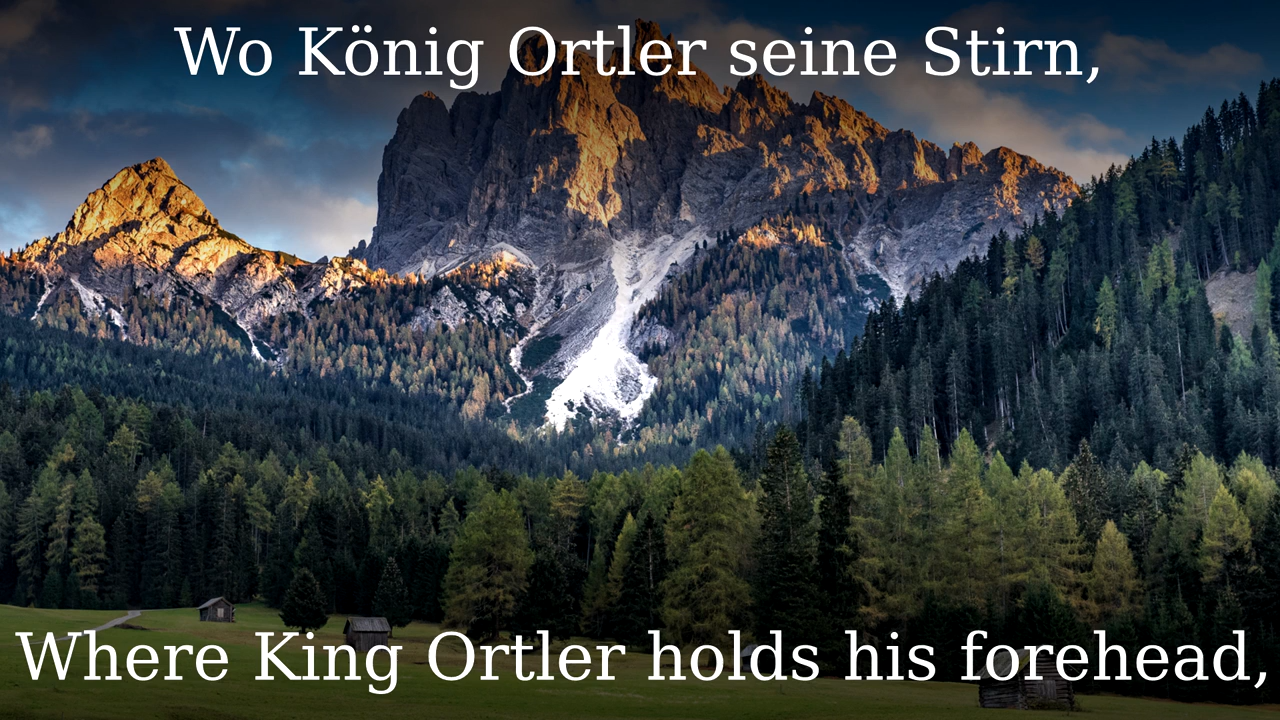 Wo König Ortler seine Stirn,
Where King Ortler holds his forehead,